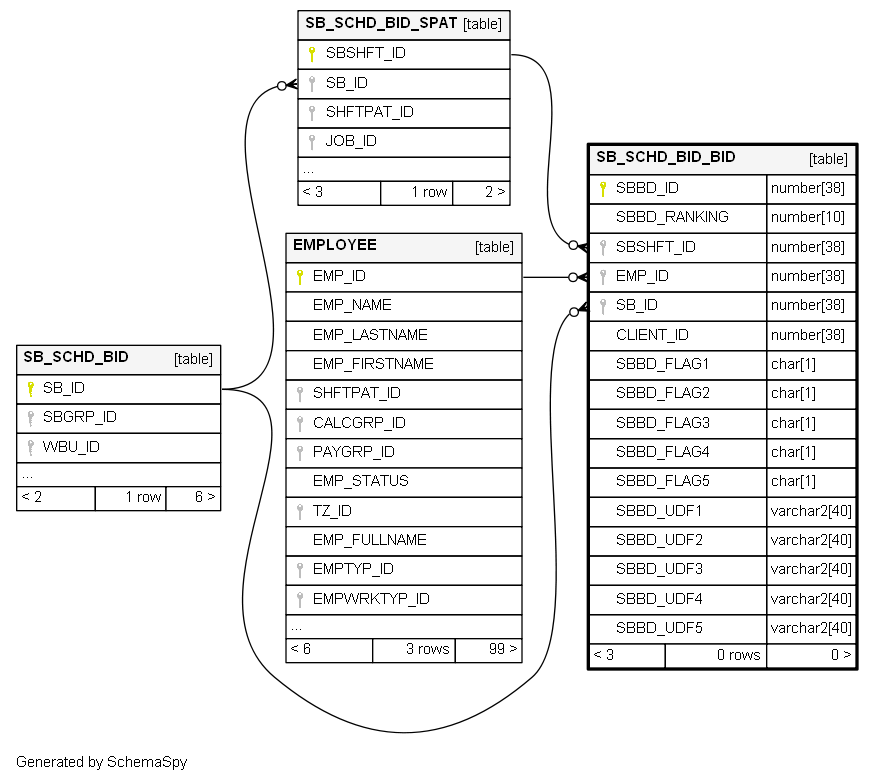 SB_SCHD_BID_SPAT [table]
SBSHFT_ID
SB_ID
SHFTPAT_ID
JOB_ID
...
< 3 1 row 2 >
EMPLOYEE [table]
EMP_ID
EMP_NAME
EMP_LASTNAME
EMP_FIRSTNAME
SHFTPAT_ID
CALCGRP_ID
PAYGRP_ID
EMP_STATUS
TZ_ID
EMP_FULLNAME
EMPTYP_ID
EMPWRKTYP_ID
...
< 6 3 rows 99 >
SB_SCHD_BID [table]
SB_ID
SBGRP_ID
WBU_ID
...
< 2 1 row 6 >
SB_SCHD_BID_BID [table]
SBBD_ID number[38]
SBBD_RANKING number[10]
SBSHFT_ID number[38]
EMP_ID number[38]
SB_ID number[38]
CLIENT_ID number[38]
SBBD_FLAG1 char[1]
SBBD_FLAG2 char[1]
SBBD_FLAG3 char[1]
SBBD_FLAG4 char[1]
SBBD_FLAG5 char[1]
SBBD_UDF1 varchar2[40]
SBBD_UDF2 varchar2[40]
SBBD_UDF3 varchar2[40]
SBBD_UDF4 varchar2[40]
SBBD_UDF5 varchar2[40]
< 3 0 rows 0 >
Generated by SchemaSpy